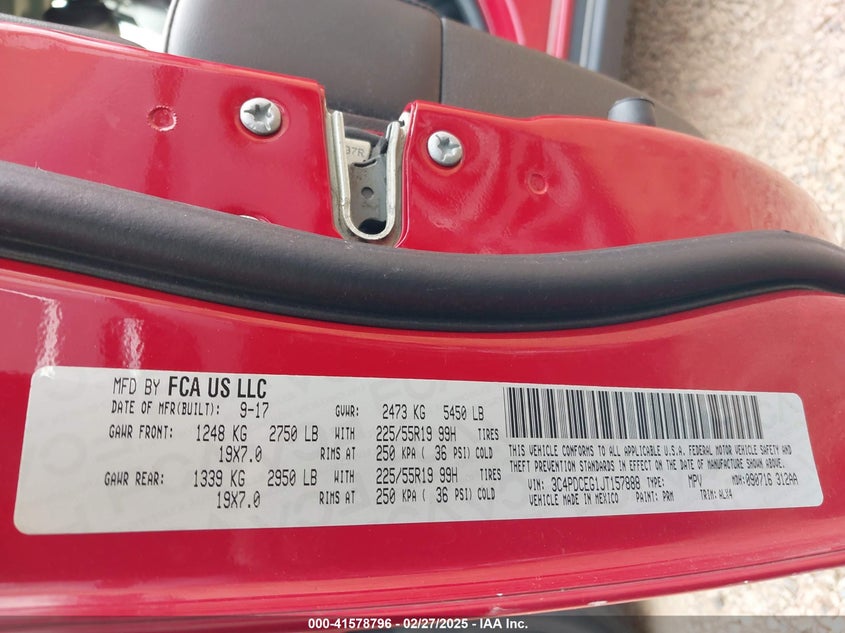 37R
MFD BY FCA US LLC
DATE OF MFR(BUILT): 9-17 GVWR: 2473 KG 5450 LB
GAWR FRONT: 1248 KG 2750 LB WITH 225/55R19 99H TIRES
19X7.0 RIMS AT 250 KPA ( 36 PSI) COLD
GAWR REAR: 1339 KG 2950 LB WITH 225/55R19 99H TIRES
19X7.0 RIMS AT 250 KPA ( 36 PSI) COLD
THIS VEHICLE CONFORMS TO ALL APPLICABLE U.S.A. FEDERAL MOTOR VEHICLE SAFETY AND
THEFT PREVENTION STANDARDS IN EFFECT ON THE DATE OF MANUFACTURE SHOWN ABOVE.
VIN: 3C4PDCEG1JT157888 TYPE: MPV MDH: 090716 312AA
VEHICLE MADE IN MEXICO PAINT: PRM TRIM: ALX4
000-41578796 - 02/27/2025 - IAA Inc.